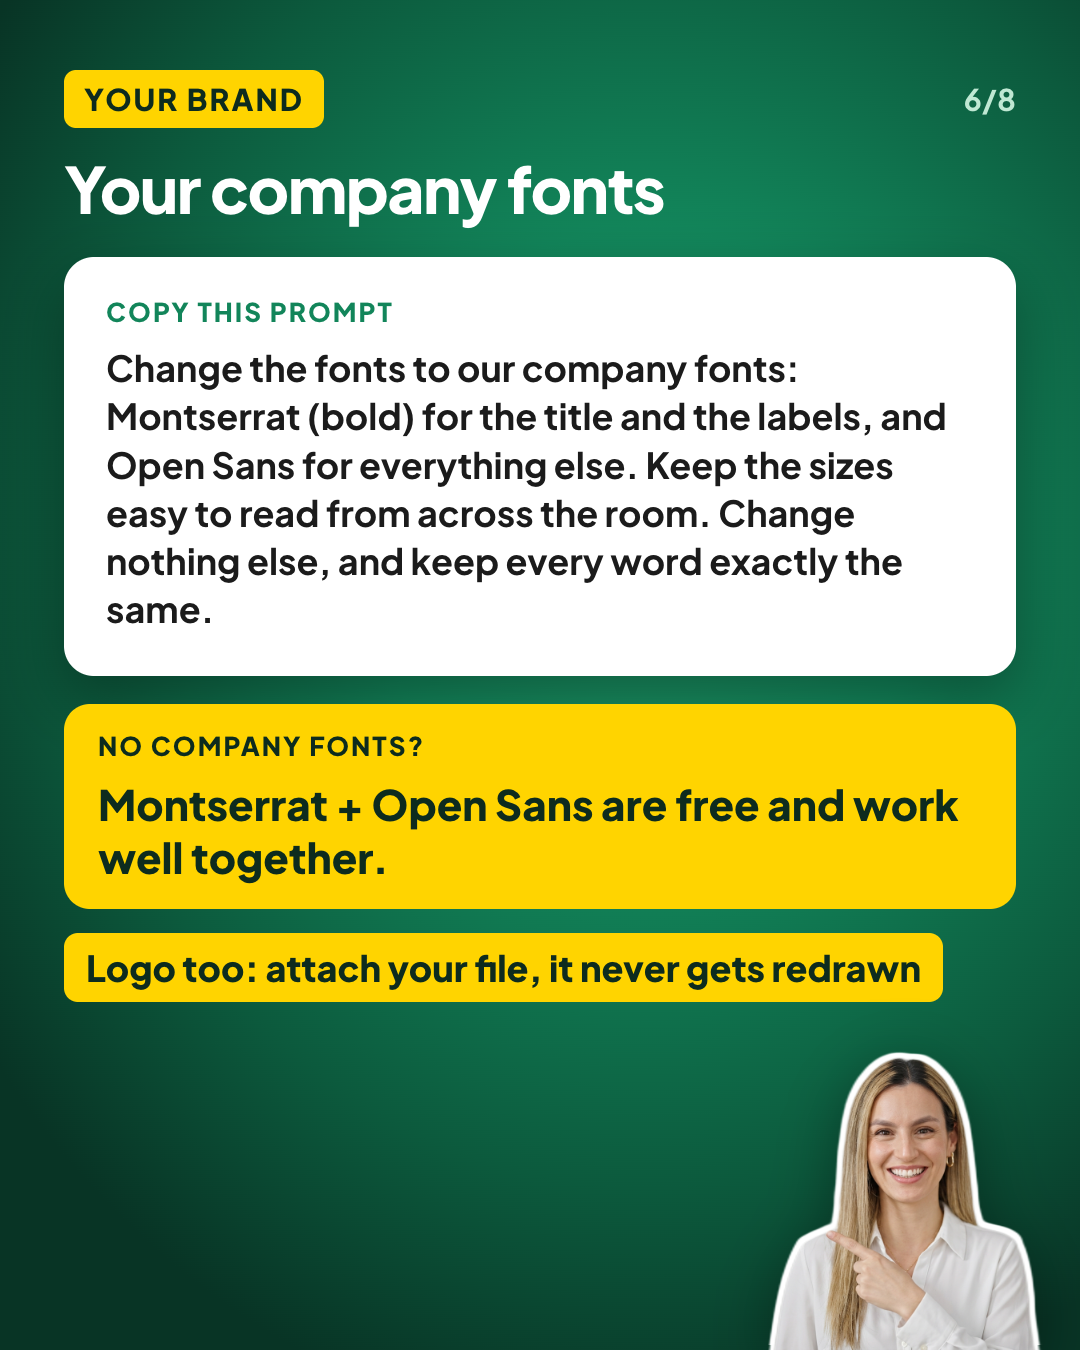 YOUR BRAND
6/8
Your company fonts
COPY THIS PROMPT
Change the fonts to our company fonts:
Montserrat (bold) for the title and the labels, and
Open Sans for everything else. Keep the sizes
easy to read from across the room. Change
nothing else, and keep every word exactly the
same.
NO COMPANY FONTS?
Montserrat + Open Sans are free and work
well together.
Logo too: attach your file, it never gets redrawn